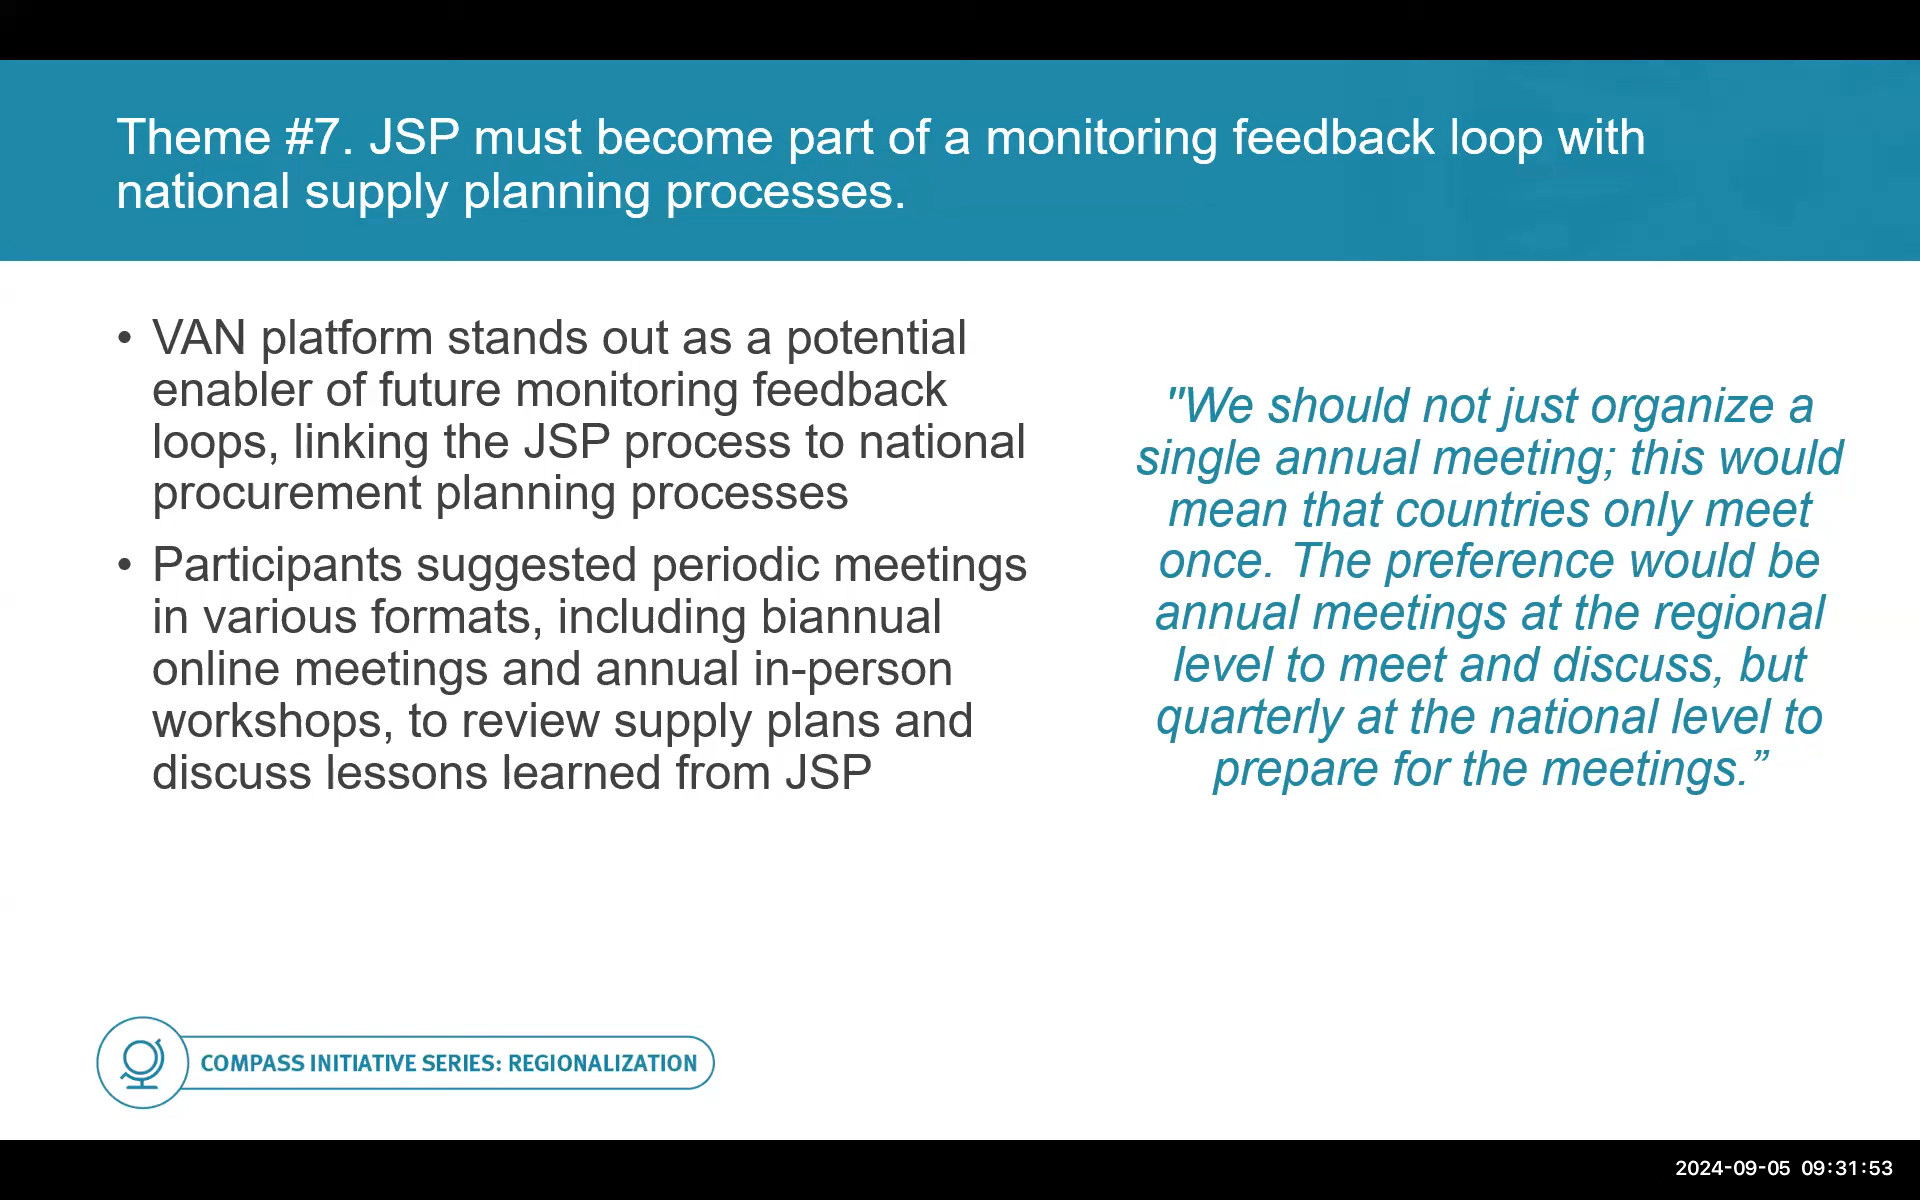 Theme #7. JSP must become part of a monitoring feedback loop with
national supply planning processes.
• VAN platform stands out as a potential
enabler of future monitoring feedback
loops, linking the JSP process to national
procurement planning processes
• Participants suggested periodic meetings
in various formats, including biannual
online meetings and annual in-person
workshops, to review supply plans and
discuss lessons learned from JSP
"We should not just organize a
single annual meeting; this would
mean that countries only meet
once. The preference would be
annual meetings at the regional
level to meet and discuss, but
quarterly at the national level to
prepare for the meetings.”
COMPASS INITIATIVE SERIES: REGIONALIZATION
2024-09-05 09:31:53